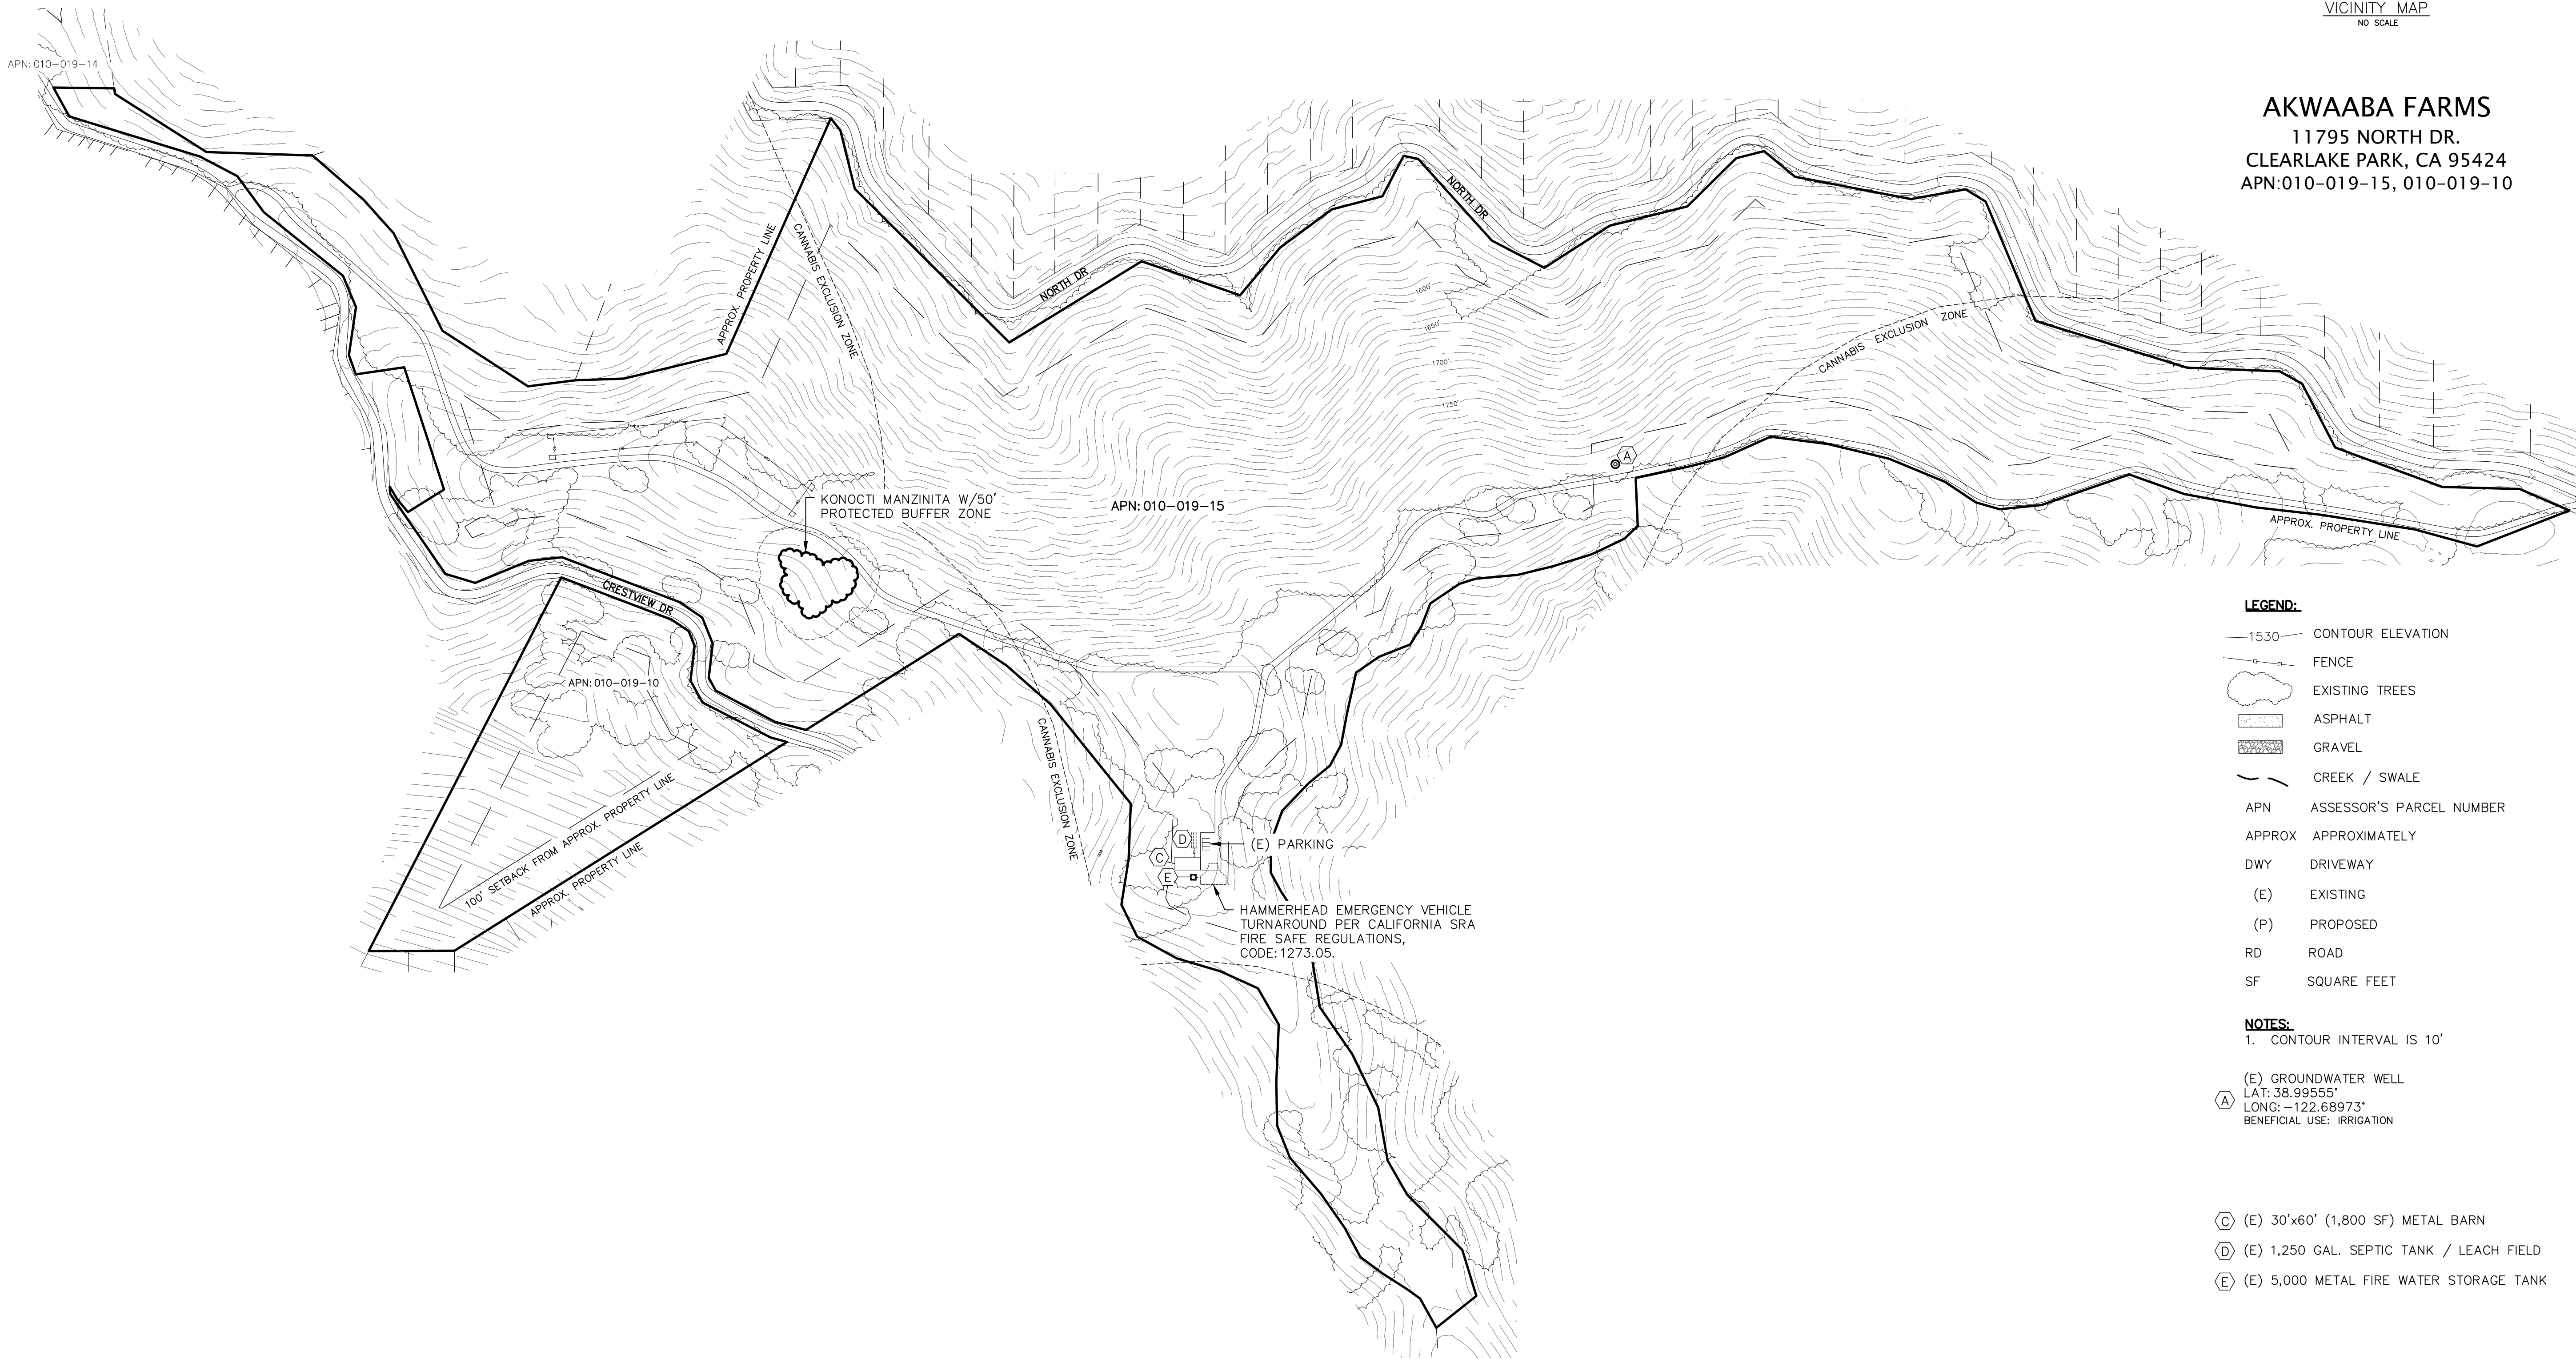 VICINITY MAP
NO SCALE
AKWAABA FARMS
11795 NORTH DR.
CLEARLAKE PARK, CA 95424
APN:010-019-15, 010-019-10
APN: 010-019-14
APPROX. PROPERTY LINE
CANNABIS EXCLUSION ZONE
NORTH DR
NORTH DR
1600'
1650'
1700'
1750'
CANNABIS EXCLUSION ZONE
A
KONOCTI MANZINITA W/50'
PROTECTED BUFFER ZONE
APN: 010-019-15
APPROX. PROPERTY LINE
CRESTVIEW DR
APN: 010-019-10
100' SETBACK FROM APPROX. PROPERTY LINE
APPROX. PROPERTY LINE
CANNABIS EXCLUSION ZONE
D
C
E
(E) PARKING
HAMMERHEAD EMERGENCY VEHICLE
TURNAROUND PER CALIFORNIA SRA
FIRE SAFE REGULATIONS,
CODE: 1273.05.
LEGEND:
1530 CONTOUR ELEVATION
FENCE
EXISTING TREES
ASPHALT
GRAVEL
CREEK / SWALE
APN ASSESSOR'S PARCEL NUMBER
APPROX APPROXIMATELY
DWY DRIVEWAY
(E) EXISTING
(P) PROPOSED
RD ROAD
SF SQUARE FEET
NOTES:
1. CONTOUR INTERVAL IS 10'
(E) GROUNDWATER WELL
LAT: 38.99555°
A
LONG: -122.68973°
BENEFICIAL USE: IRRIGATION
C (E) 30'x60' (1,800 SF) METAL BARN
D (E) 1,250 GAL. SEPTIC TANK / LEACH FIELD
E (E) 5,000 METAL FIRE WATER STORAGE TANK